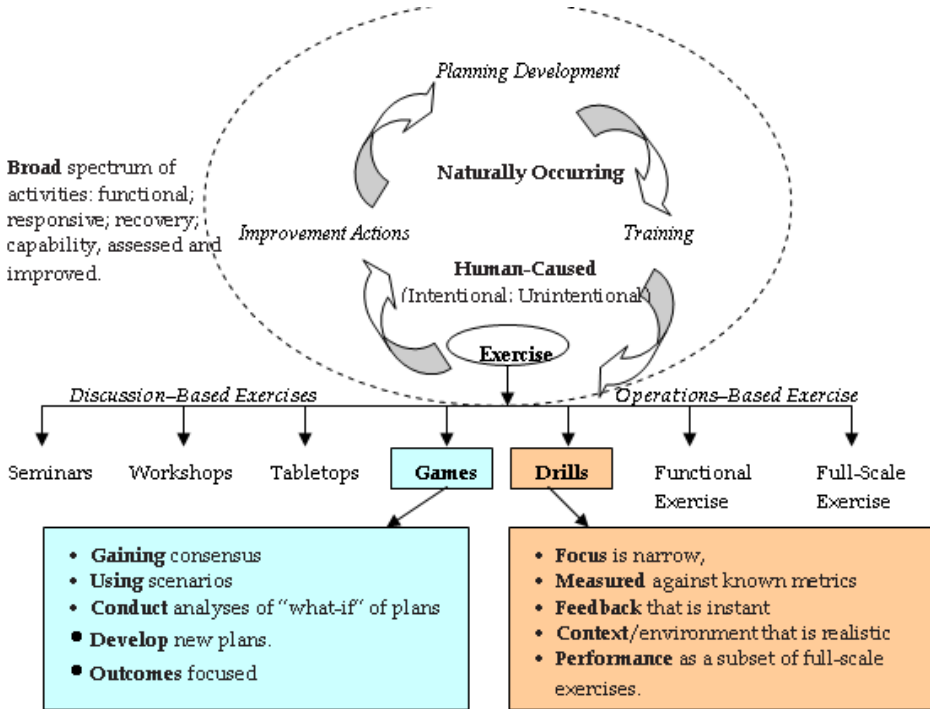 Planning Development
Naturally Occurring
Broad spectrum of
activities: functional;
responsive; recovery;
capability, assessed and
improved.
Improvement Actions
Training
Human-Caused
(Intentional; Unintentional)
Exercise
Discussion–Based Exercises
Operations–Based Exercise
Seminars
Workshops
Tabletops
Games
Drills
Functional
Exercise
Full-Scale
Exercise
• Gaining consensus
• Using scenarios
• Conduct analyses of “what-if” of plans
• Develop new plans.
• Outcomes focused
• Focus is narrow,
• Measured against known metrics
• Feedback that is instant
• Context/environment that is realistic
• Performance as a subset of full-scale
exercises.